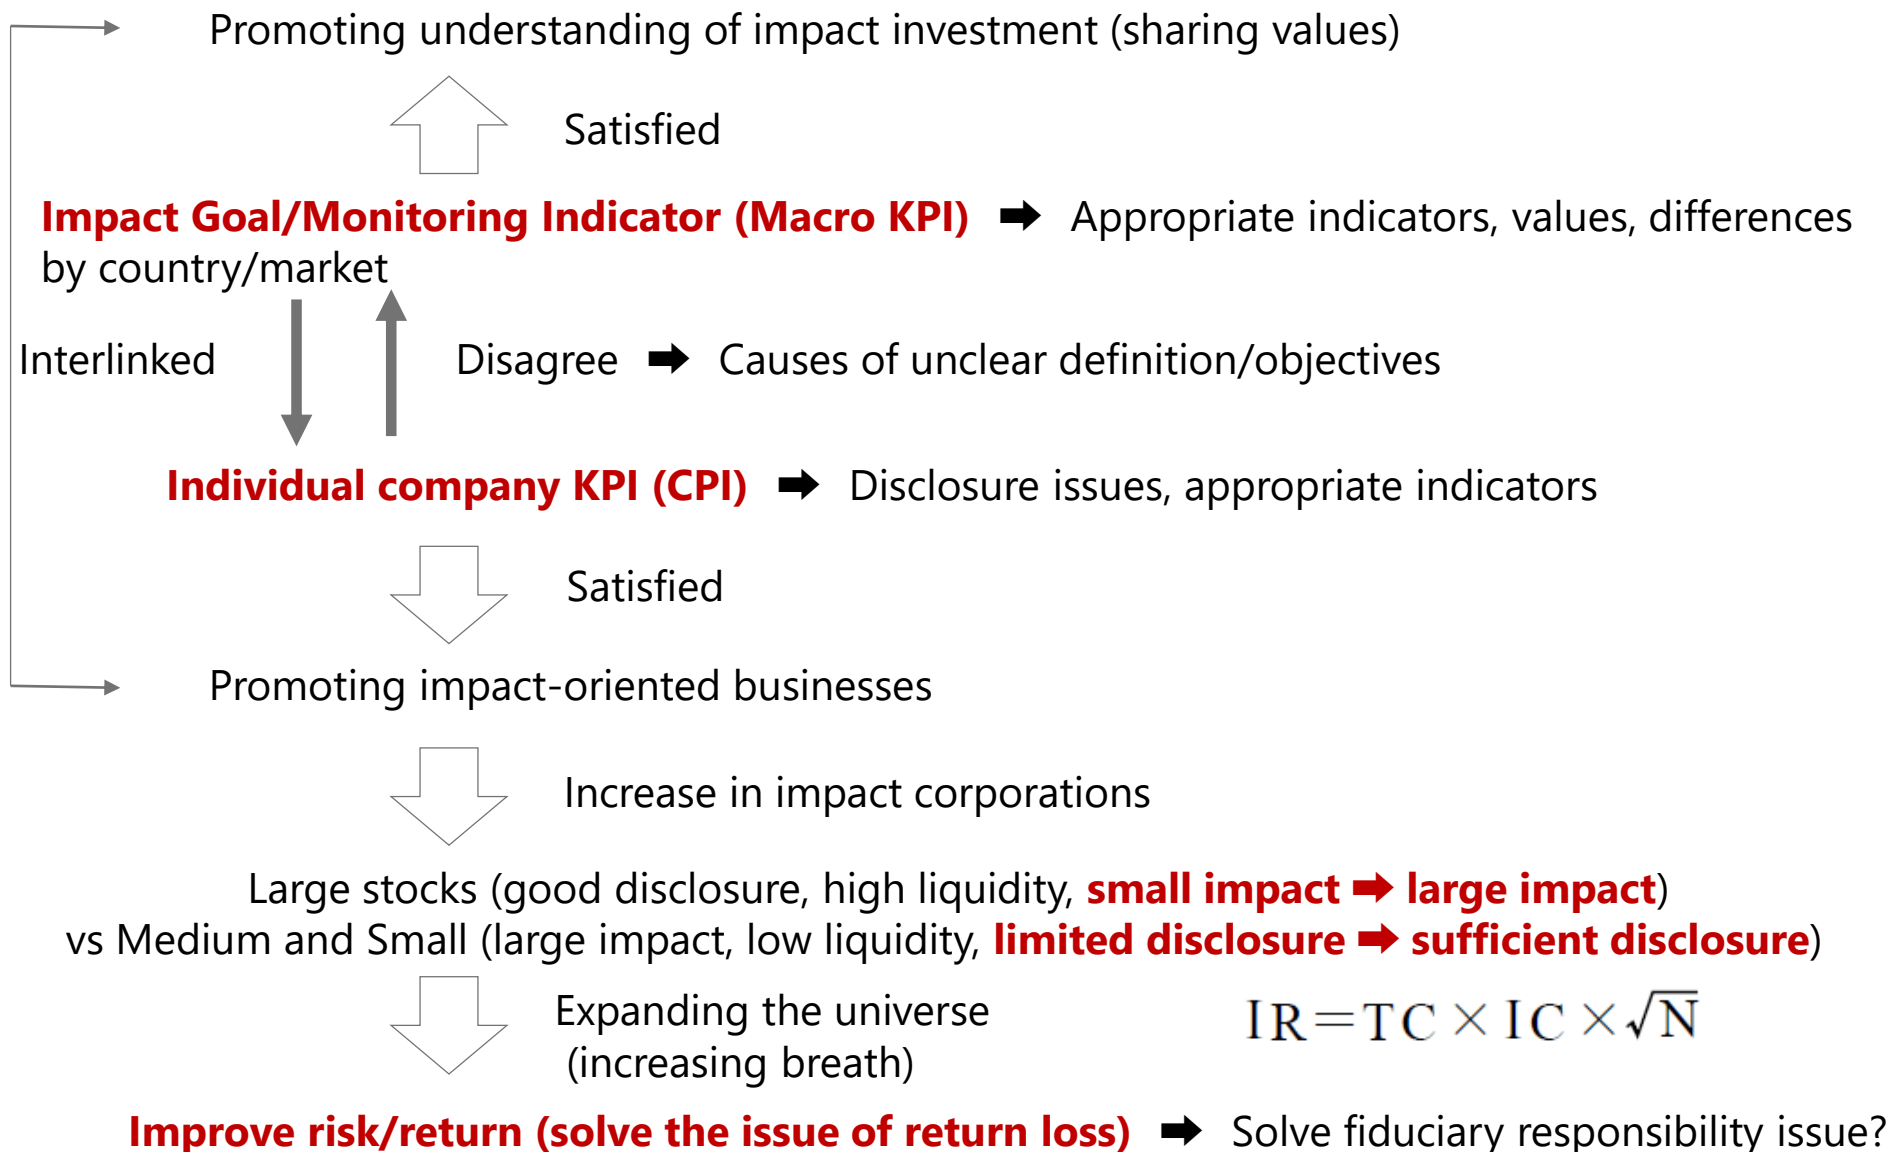 Promoting understanding of impact investment (sharing values)
Satisfied
Impact Goal/Monitoring Indicator (Macro KPI) ➡ Appropriate indicators, values, differences
by country/market
Interlinked
Disagree ➡ Causes of unclear definition/objectives
Individual company KPI (CPI) ➡ Disclosure issues, appropriate indicators
Satisfied
Promoting impact-oriented businesses
Increase in impact corporations
Large stocks (good disclosure, high liquidity, small impact ➡ large impact)
vs Medium and Small (large impact, low liquidity, limited disclosure ➡ sufficient disclosure)
Expanding the universe
(increasing breath)
IR=TC×IC×√N
Improve risk/return (solve the issue of return loss) ➡ Solve fiduciary responsibility issue?